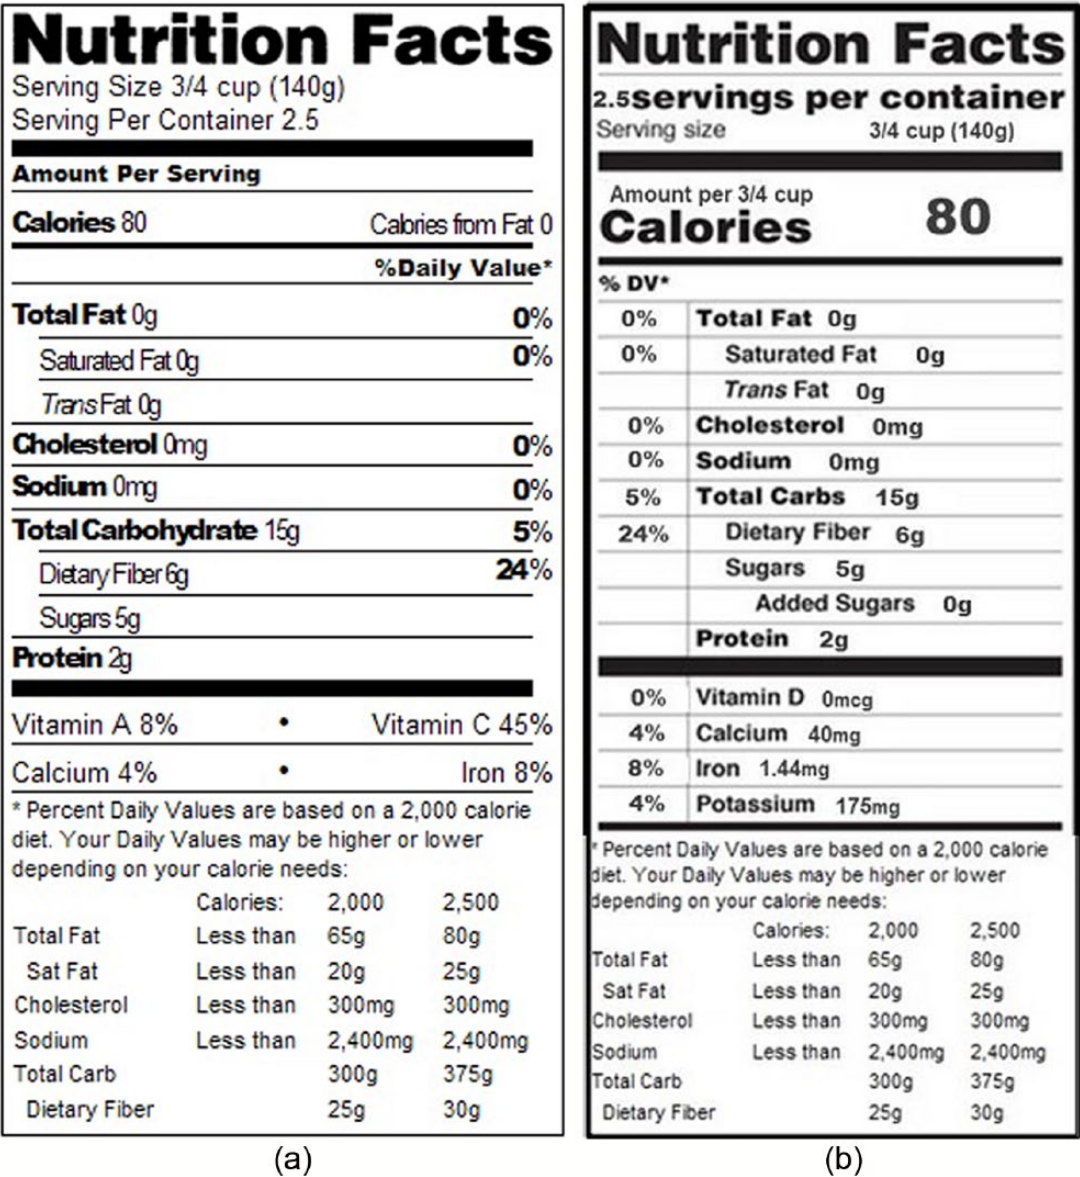 Nutrition Facts
Serving Size 3/4 cup (140g)
Serving Per Container 2.5
Amount Per Serving
Calories 80 Calories from Fat 0
%Daily Value*
Total Fat 0g 0%
Saturated Fat 0g 0%
Trans Fat 0g
Cholesterol 0mg 0%
Sodium 0mg 0%
Total Carbohydrate 15g 5%
Dietary Fiber 6g 24%
Sugars 5g
Protein 2g
Vitamin A 8% • Vitamin C 45%
Calcium 4% • Iron 8%
* Percent Daily Values are based on a 2,000 calorie
diet. Your Daily Values may be higher or lower
depending on your calorie needs:
Calories: 2,000 2,500
Total Fat Less than 65g 80g
Sat Fat Less than 20g 25g
Cholesterol Less than 300mg 300mg
Sodium Less than 2,400mg 2,400mg
Total Carb 300g 375g
Dietary Fiber 25g 30g
(a)
Nutrition Facts
2.5servings per container
Serving size 3/4 cup (140g)
Amount per 3/4 cup
Calories 80
% DV*
0% Total Fat 0g
0% Saturated Fat 0g
Trans Fat 0g
0% Cholesterol 0mg
0% Sodium 0mg
5% Total Carbs 15g
24% Dietary Fiber 6g
Sugars 5g
Added Sugars 0g
Protein 2g
0% Vitamin D 0mcg
4% Calcium 40mg
8% Iron 1.44mg
4% Potassium 175mg
* Percent Daily Values are based on a 2,000 calorie
diet. Your Daily Values may be higher or lower
depending on your calorie needs:
Calories: 2,000 2,500
Total Fat Less than 65g 80g
Sat Fat Less than 20g 25g
Cholesterol Less than 300mg 300mg
Sodium Less than 2,400mg 2,400mg
Total Carb 300g 375g
Dietary Fiber 25g 30g
(b)